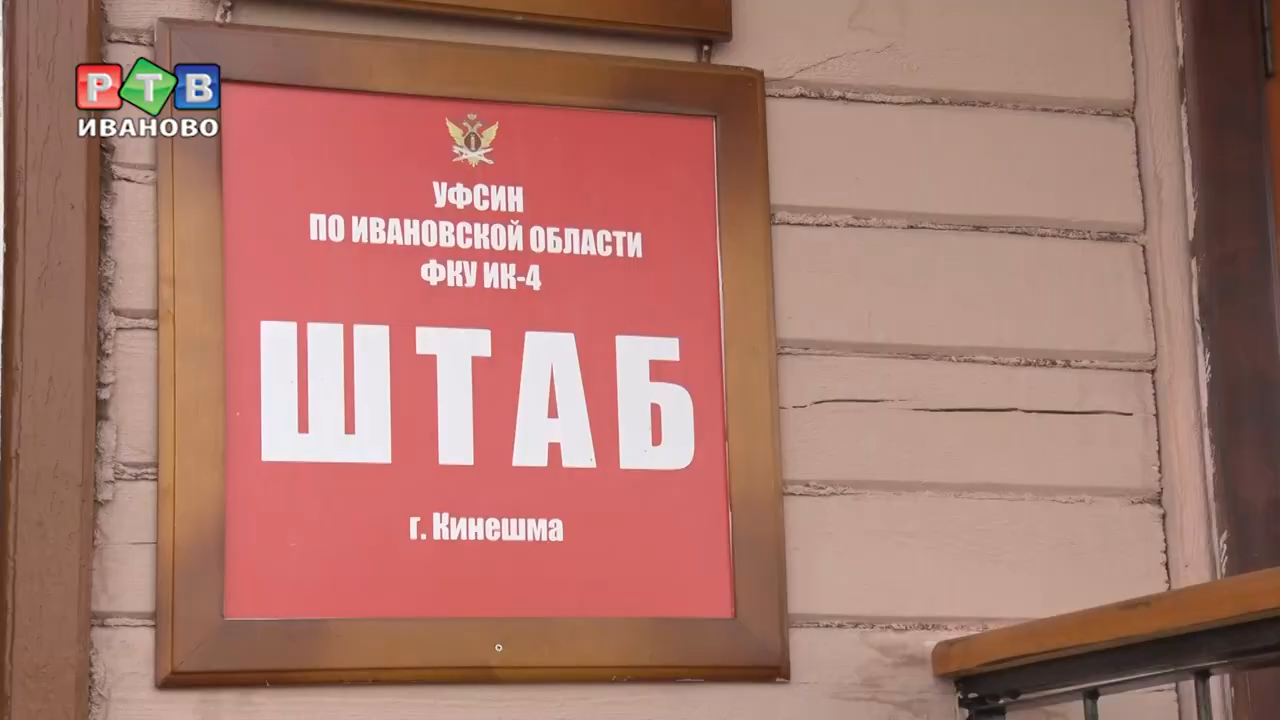 РТВ
ИВАНОВО
УФСИН
ПО ИВАНОВСКОЙ ОБЛАСТИ
ФКУ ИК-4
ШТАБ
г. Кинешма